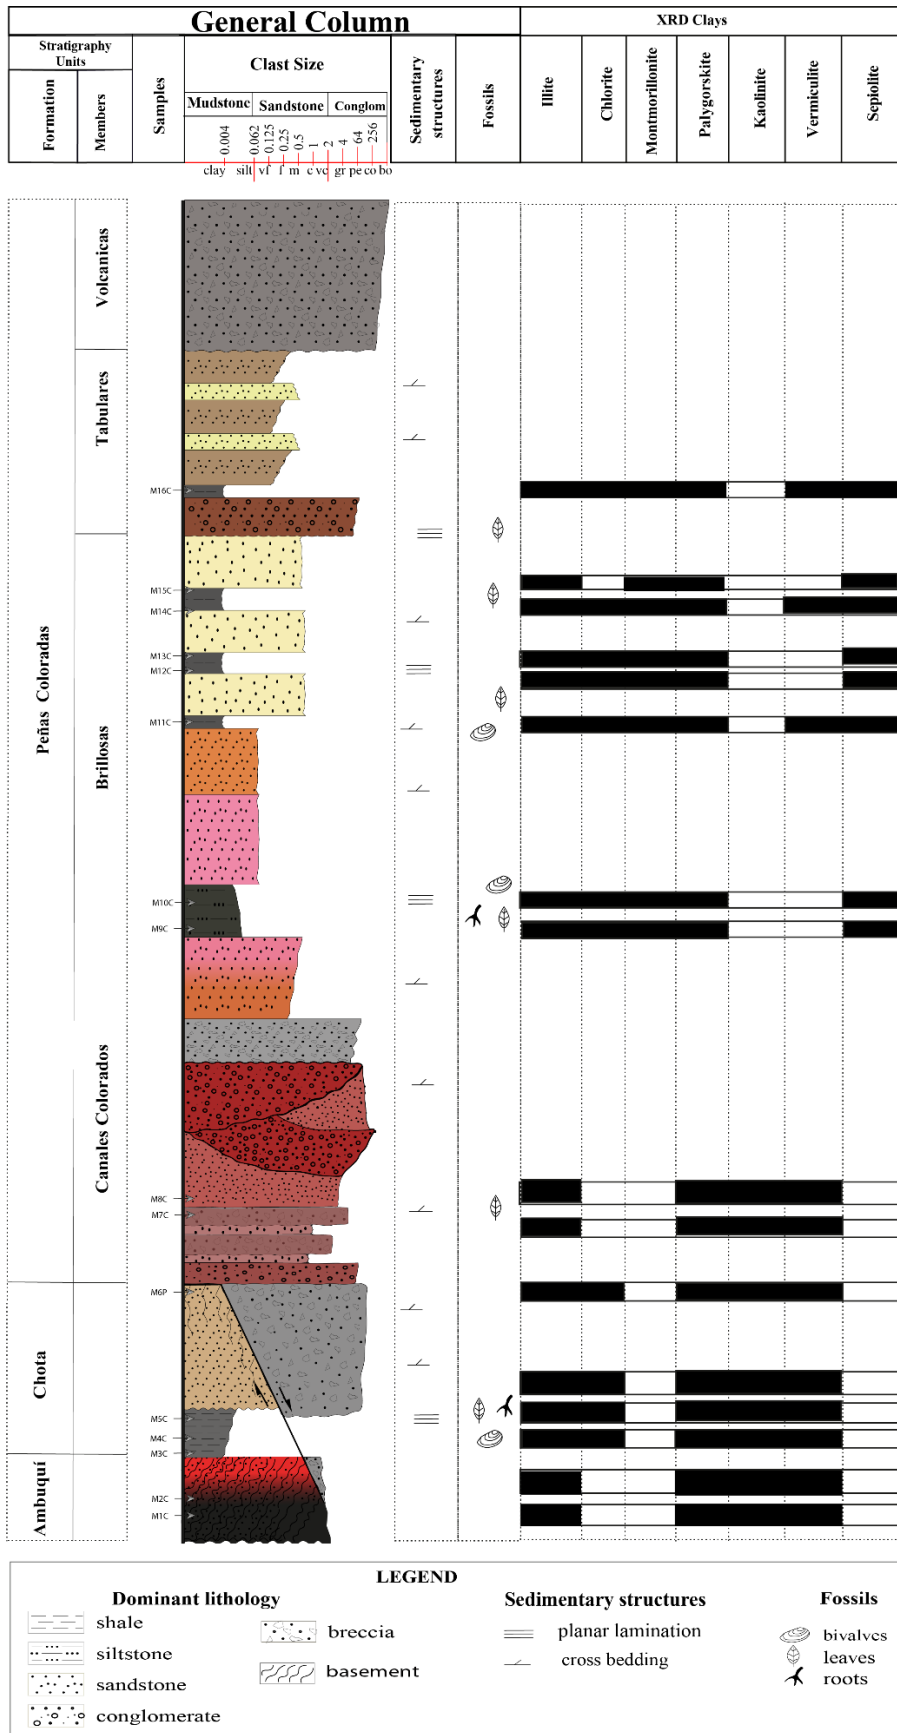 General Column
XRD Clays
Stratigraphy
Units
Formation
Members
Samples
Clast Size
Mudstone
Sandstone
Conglom
0.004
0.062
0.125
0.25
0.5
1
2
4
64
256
clay
silt
vf
f
m
c
vc
gr
pe
co
bo
Sedimentary
structures
Fossils
Illite
Chlorite
Montmorillonite
Palygorskite
Kaolinite
Vermiculite
Sepiolite
Volcanicas
Tabulares
M16C
Peñas Coloradas
Brillosas
M15C
M14C
M13C
M12C
M11C
M10C
M9C
Canales Colorados
M8C
M7C
Chota
M6P
M5C
M4C
M3C
Ambuquí
M2C
M1C
LEGEND
Dominant lithology
shale
siltstone
sandstone
conglomerate
breccia
basement
Sedimentary structures
planar lamination
cross bedding
Fossils
bivalves
leaves
roots